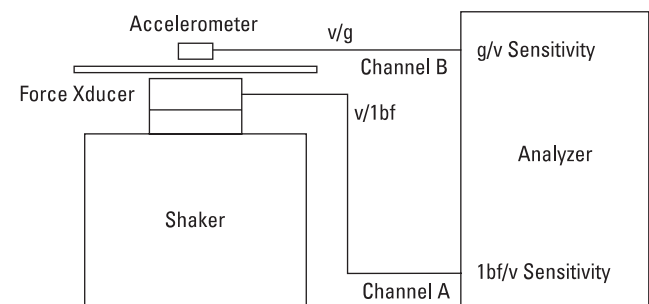 Accelerometer
v/g
Channel B
g/v Sensitivity
Force Xducer
v/1bf
Analyzer
Shaker
Channel A
1bf/v Sensitivity